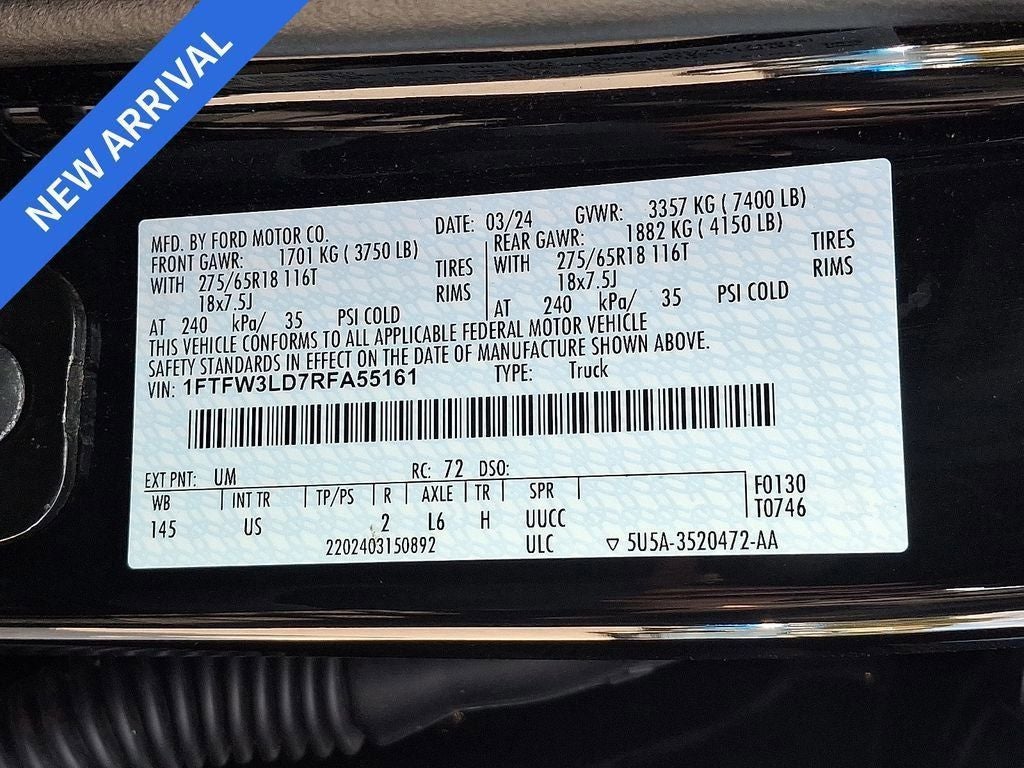 NEW ARRIVAL
MFD. BY FORD MOTOR CO. DATE: 03/24 GVWR: 3357 KG ( 7400 LB)
FRONT GAWR: 1701 KG ( 3750 LB) REAR GAWR: 1882 KG ( 4150 LB)
WITH 275/65R18 116T TIRES WITH 275/65R18 116T TIRES
18x7.5J RIMS 18x7.5J RIMS
AT 240 kPa/ 35 PSI COLD AT 240 kPa/ 35 PSI COLD
THIS VEHICLE CONFORMS TO ALL APPLICABLE FEDERAL MOTOR VEHICLE
SAFETY STANDARDS IN EFFECT ON THE DATE OF MANUFACTURE SHOWN ABOVE.
VIN: 1FTFW3LD7RFA55161 TYPE: Truck
EXT PNT: UM RC: 72 DSO:
WB INT TR TP/PS R AXLE TR SPR F0130
145 US 2 L6 H UUCC T0746
2202403150892 ULC ▽ 5U5A-3520472-AA